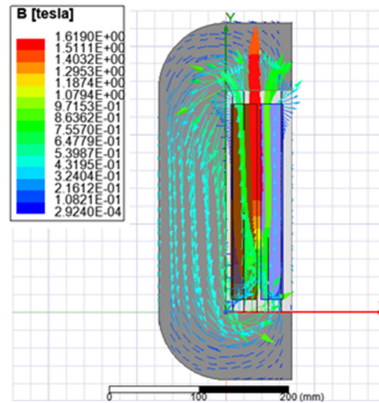 B [tesla]
1.6190E+00
1.5111E+00
1.4032E+00
1.2953E+00
1.1874E+00
1.0794E+00
9.7153E-01
8.6362E-01
7.5570E-01
6.4779E-01
5.3987E-01
4.3195E-01
3.2404E-01
2.1612E-01
1.0821E-01
2.9240E-04
Y
0 100 200 (mm)